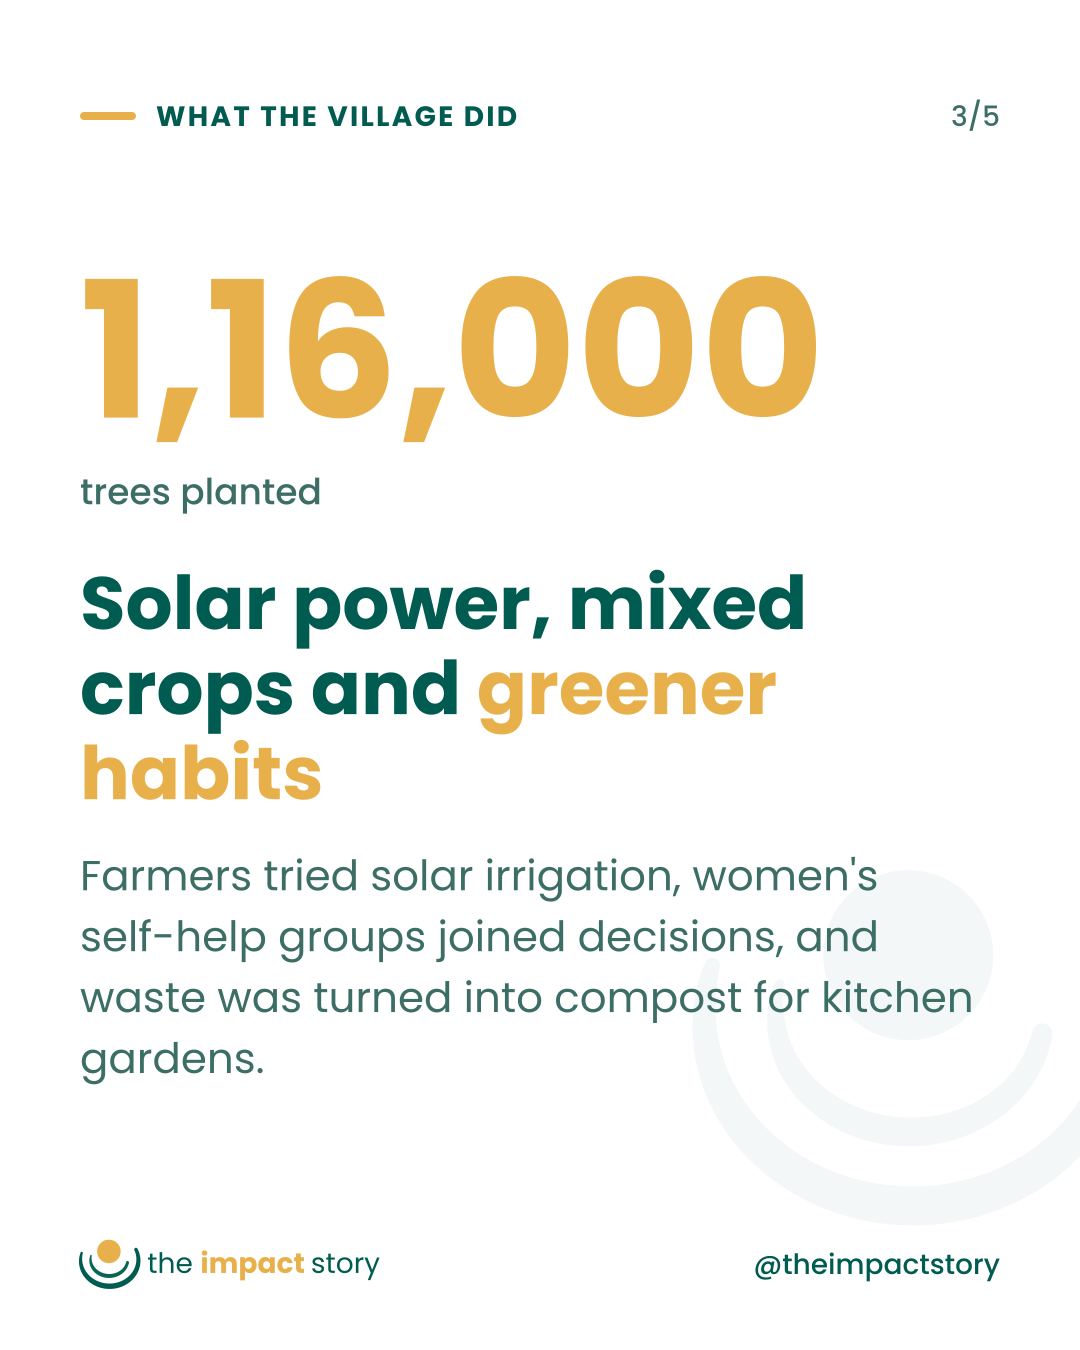 WHAT THE VILLAGE DID
3/5
1,16,000
trees planted
Solar power, mixed
crops and greener
habits
Farmers tried solar irrigation, women's
self-help groups joined decisions, and
waste was turned into compost for kitchen
gardens.
the impact story
@theimpactstory